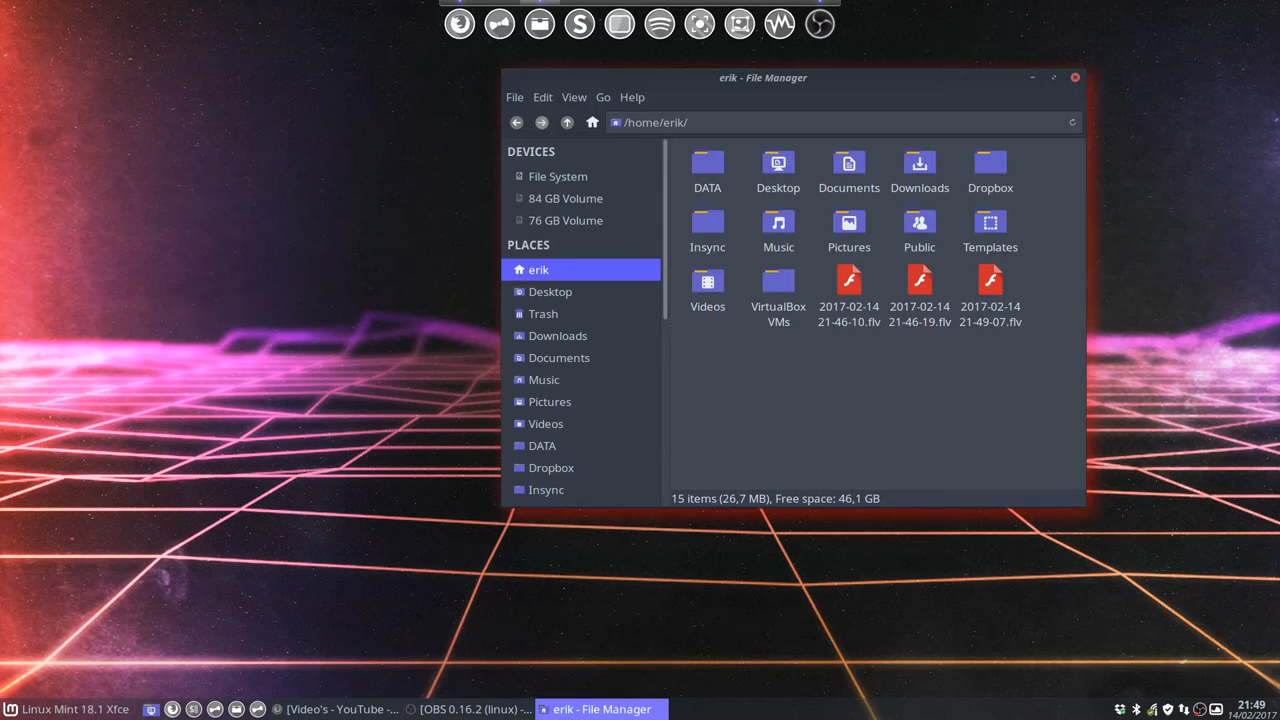 erik - File Manager
File Edit View Go Help
/home/erik/
DEVICES
File System
84 GB Volume
76 GB Volume
PLACES
erik
Desktop
Trash
Downloads
Documents
Music
Pictures
Videos
DATA
Dropbox
Insync
DATA Desktop Documents Downloads Dropbox
Insync Music Pictures Public Templates
Videos VirtualBox 2017-02-14 2017-02-14 2017-02-14
VMs 21-46-10.flv 21-46-19.flv 21-49-07.flv
15 items (26,7 MB), Free space: 46,1 GB
Linux Mint 18.1 Xfce [Video's - YouTube -... [OBS 0.16.2 (linux) -... erik - File Manager
21:49
14/02/2017